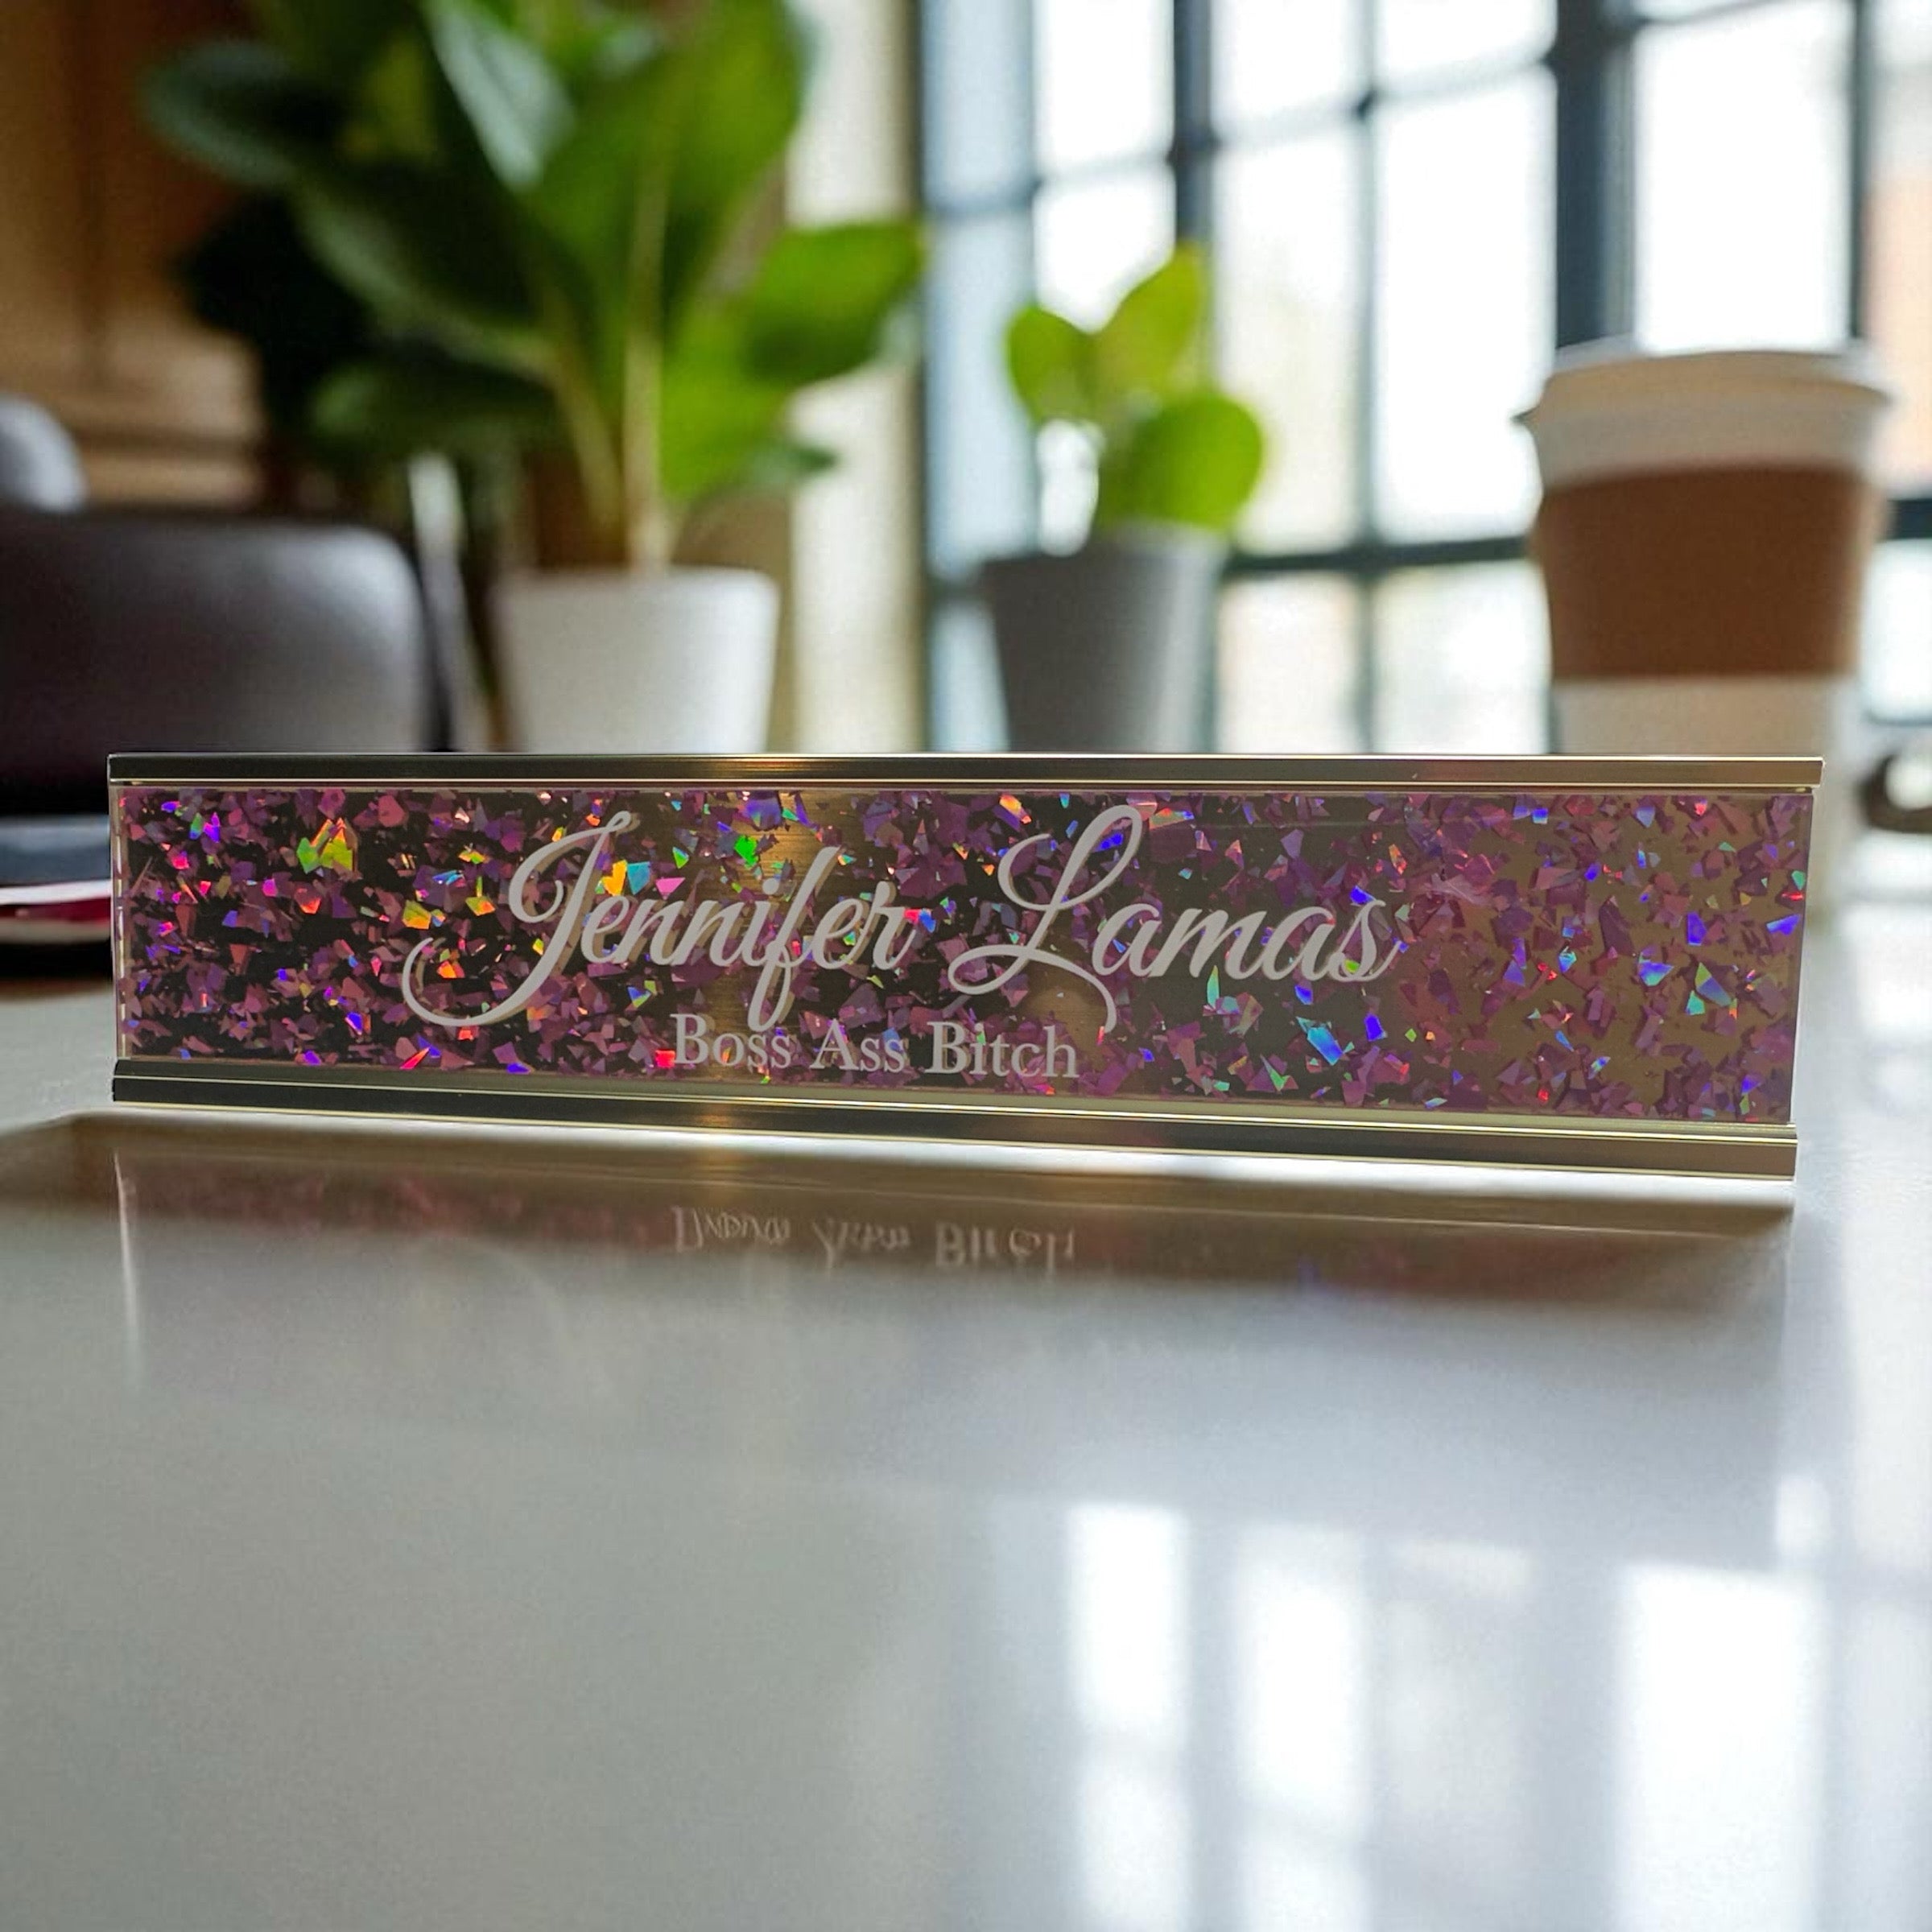 Jennifer Lamas
Boss Ass Bitch